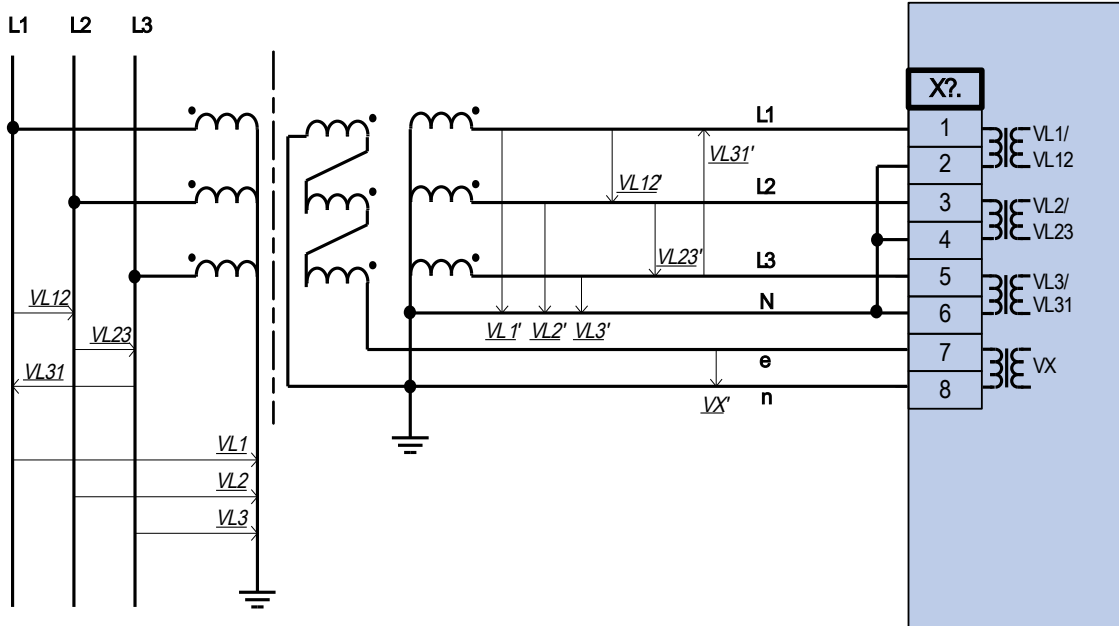 L1 L2 L3
X?.
L1
1
VL1/
VL31'
2
VL12
VL12'
L2
3
VL2/
4
VL23
VL23'
L3
5
VL3/
VL12
N
6
VL31
VL23
VL1' VL2' VL3'
7
VL31
e
VX
n
8
VX'
VL1
VL2
VL3